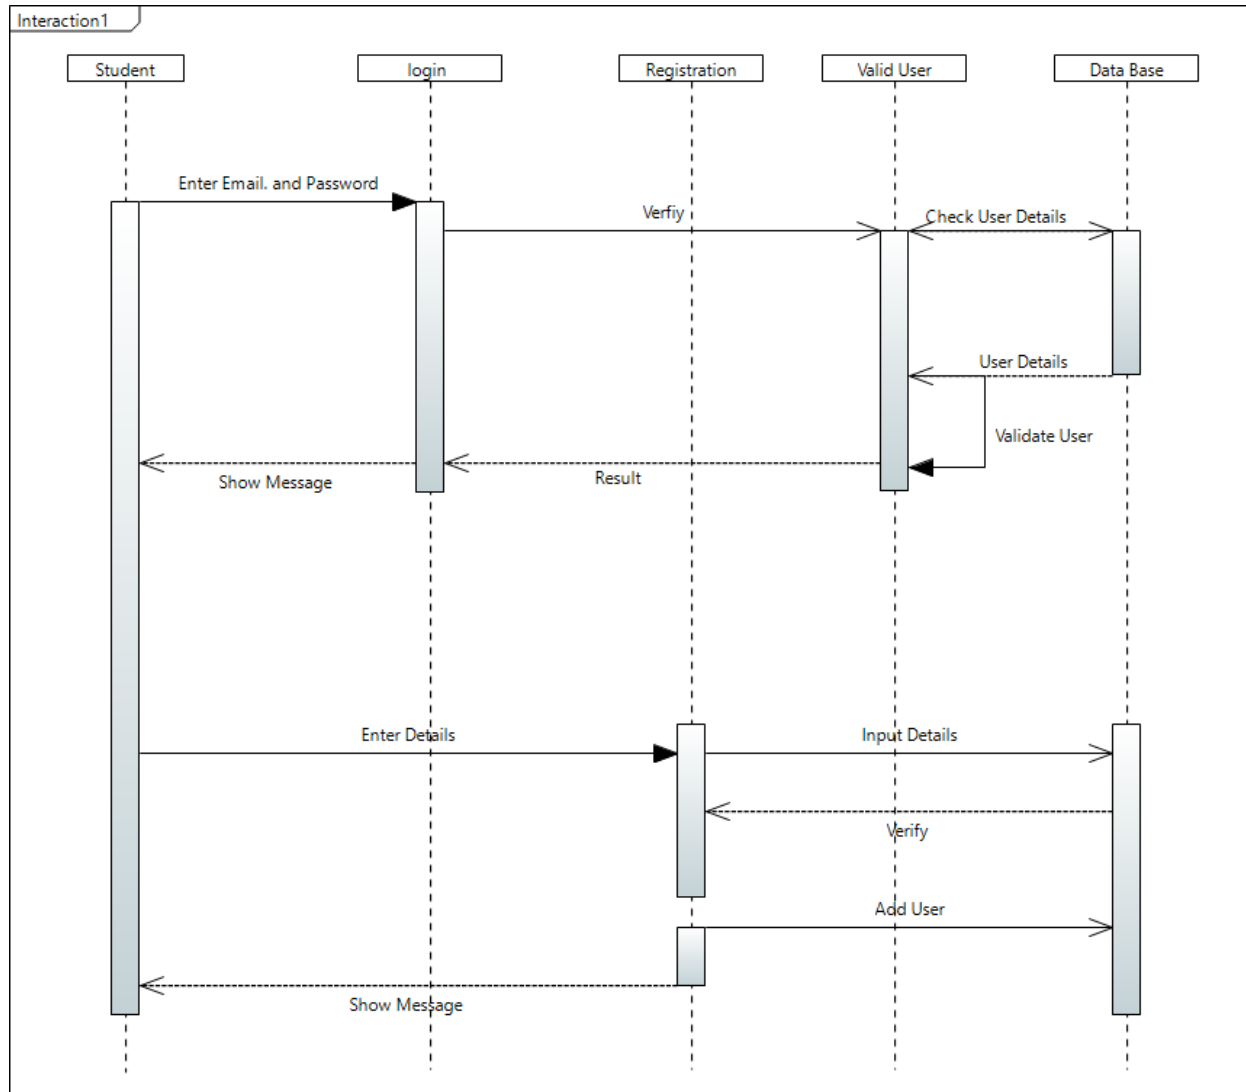 Interaction1
Student
login
Registration
Valid User
Data Base
Enter Email. and Password
Verfiy
Check User Details
User Details
Validate User
Show Message
Result
Enter Details
Input Details
Verify
Add User
Show Message